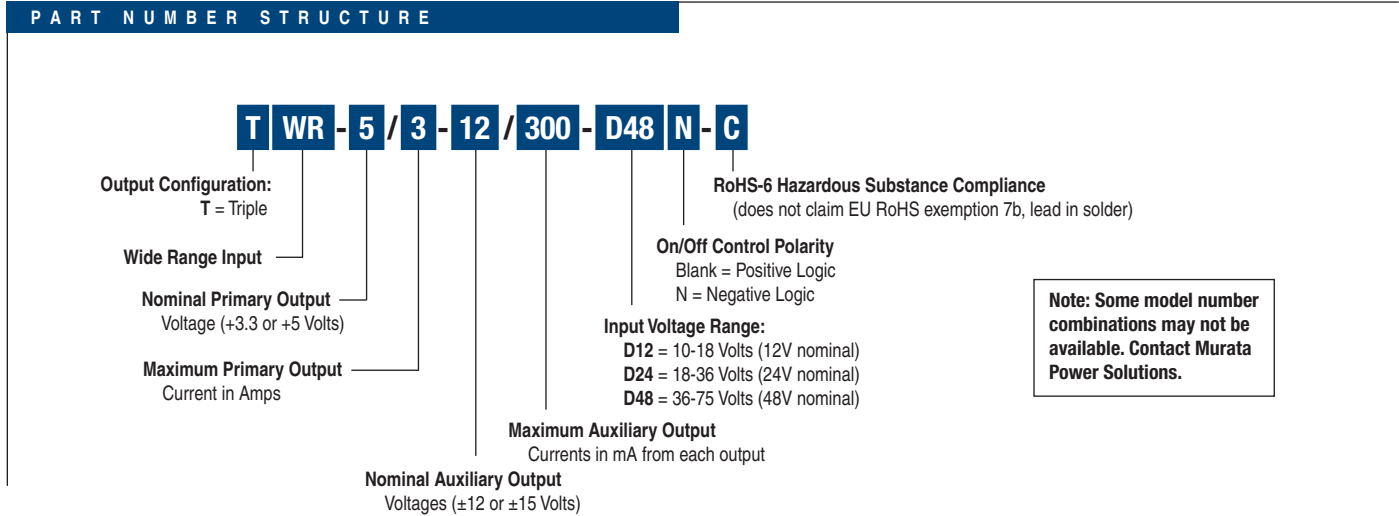 PART NUMBER STRUCTURE
T WR - 5 / 3 - 12 / 300 - D48 N - C
Output Configuration:
T = Triple
Wide Range Input
Nominal Primary Output
Voltage (+3.3 or +5 Volts)
Maximum Primary Output
Current in Amps
Nominal Auxiliary Output
Voltages (±12 or ±15 Volts)
Maximum Auxiliary Output
Currents in mA from each output
Input Voltage Range:
D12 = 10-18 Volts (12V nominal)
D24 = 18-36 Volts (24V nominal)
D48 = 36-75 Volts (48V nominal)
On/Off Control Polarity
Blank = Positive Logic
N = Negative Logic
RoHS-6 Hazardous Substance Compliance
(does not claim EU RoHS exemption 7b, lead in solder)
Note: Some model number
combinations may not be
available. Contact Murata
Power Solutions.